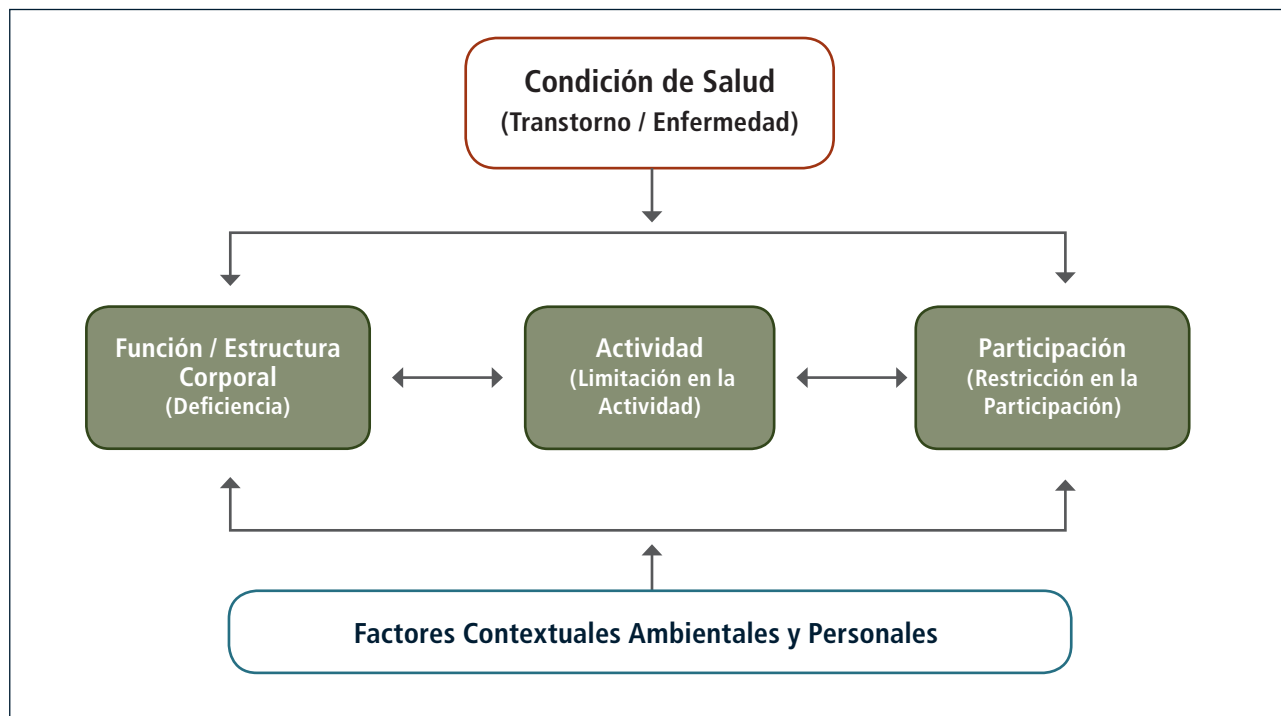 Condición de Salud
(Transtorno / Enfermedad)
Función / Estructura
Corporal
(Deficiencia)
Actividad
(Limitación en la
Actividad)
Participación
(Restricción en la
Participación)
Factores Contextuales Ambientales y Personales